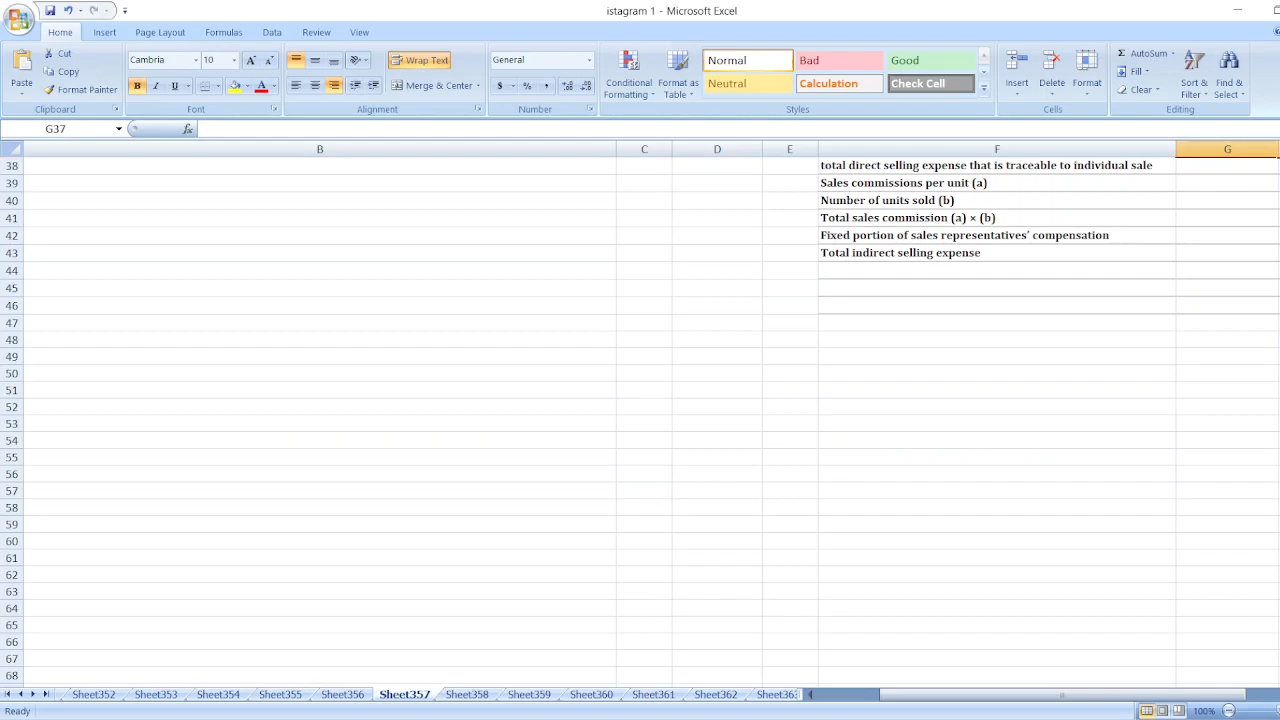 istagram 1 - Microsoft Excel
Home Insert Page Layout Formulas Data Review View
Paste Cut Copy Format Painter Clipboard
Cambria 10 A A B I U A Font
Wrap Text Merge & Center Alignment
General $ % , Number
Conditional Formatting Format as Table Normal Bad Good Neutral Calculation Check Cell Styles
Insert Delete Format Cells
Σ AutoSum Fill Clear Sort & Filter Find & Select Editing
G37 fx
B C D E F G
38 total direct selling expense that is traceable to individual sale
39 Sales commissions per unit (a)
40 Number of units sold (b)
41 Total sales commission (a) × (b)
42 Fixed portion of sales representatives' compensation
43 Total indirect selling expense
44
45
46
47
48
49
50
51
52
53
54
55
56
57
58
59
60
61
62
63
64
65
66
67
68
Sheet352 Sheet353 Sheet354 Sheet355 Sheet356 Sheet357 Sheet358 Sheet359 Sheet360 Sheet361 Sheet362
Ready 100%